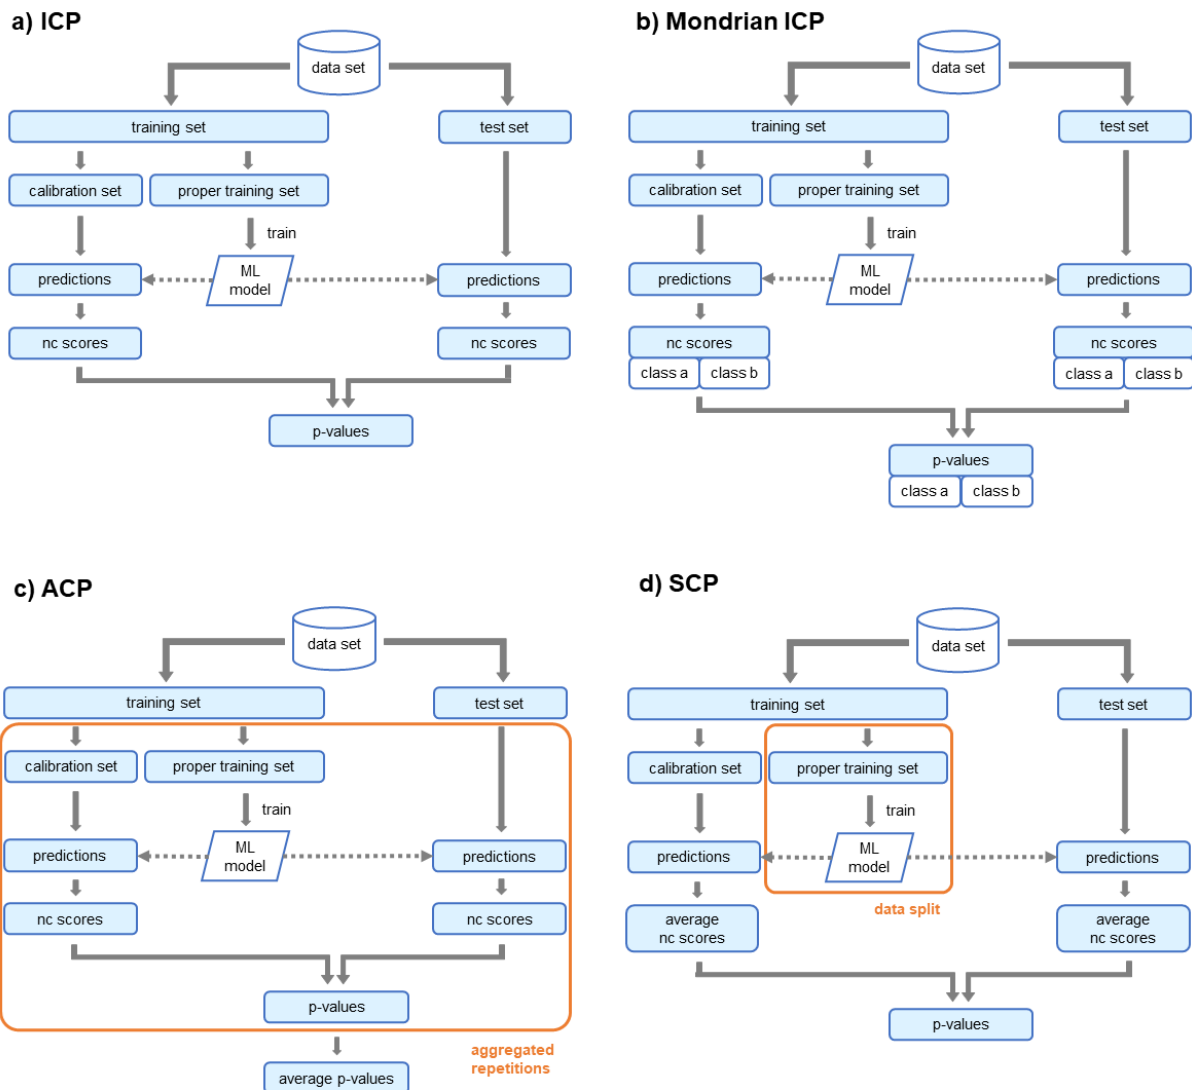 a) ICP
data set
training set
test set
calibration set
proper training set
train
predictions
ML
model
predictions
nc scores
nc scores
p-values
b) Mondrian ICP
data set
training set
test set
calibration set
proper training set
train
predictions
ML
model
predictions
nc scores
class a
class b
nc scores
class a
class b
p-values
class a
class b
c) ACP
data set
training set
test set
calibration set
proper training set
train
predictions
ML
model
predictions
nc scores
nc scores
p-values
aggregated
repetitions
average p-values
d) SCP
data set
training set
test set
calibration set
proper training set
train
predictions
ML
model
predictions
data split
average
nc scores
average
nc scores
p-values